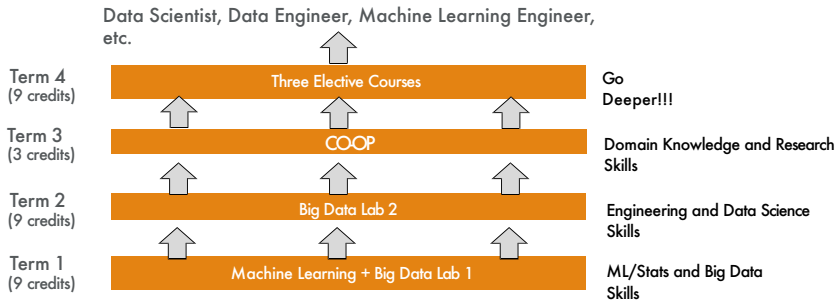 Data Scientist, Data Engineer, Machine Learning Engineer,
etc.
Term 4
(9 credits)
Three Elective Courses
Go
Deeper!!!
Term 3
(3 credits)
CO-OP
Domain Knowledge and Research
Skills
Term 2
(9 credits)
Big Data Lab 2
Engineering and Data Science
Skills
Term 1
(9 credits)
Machine Learning + Big Data Lab 1
ML/Stats and Big Data
Skills